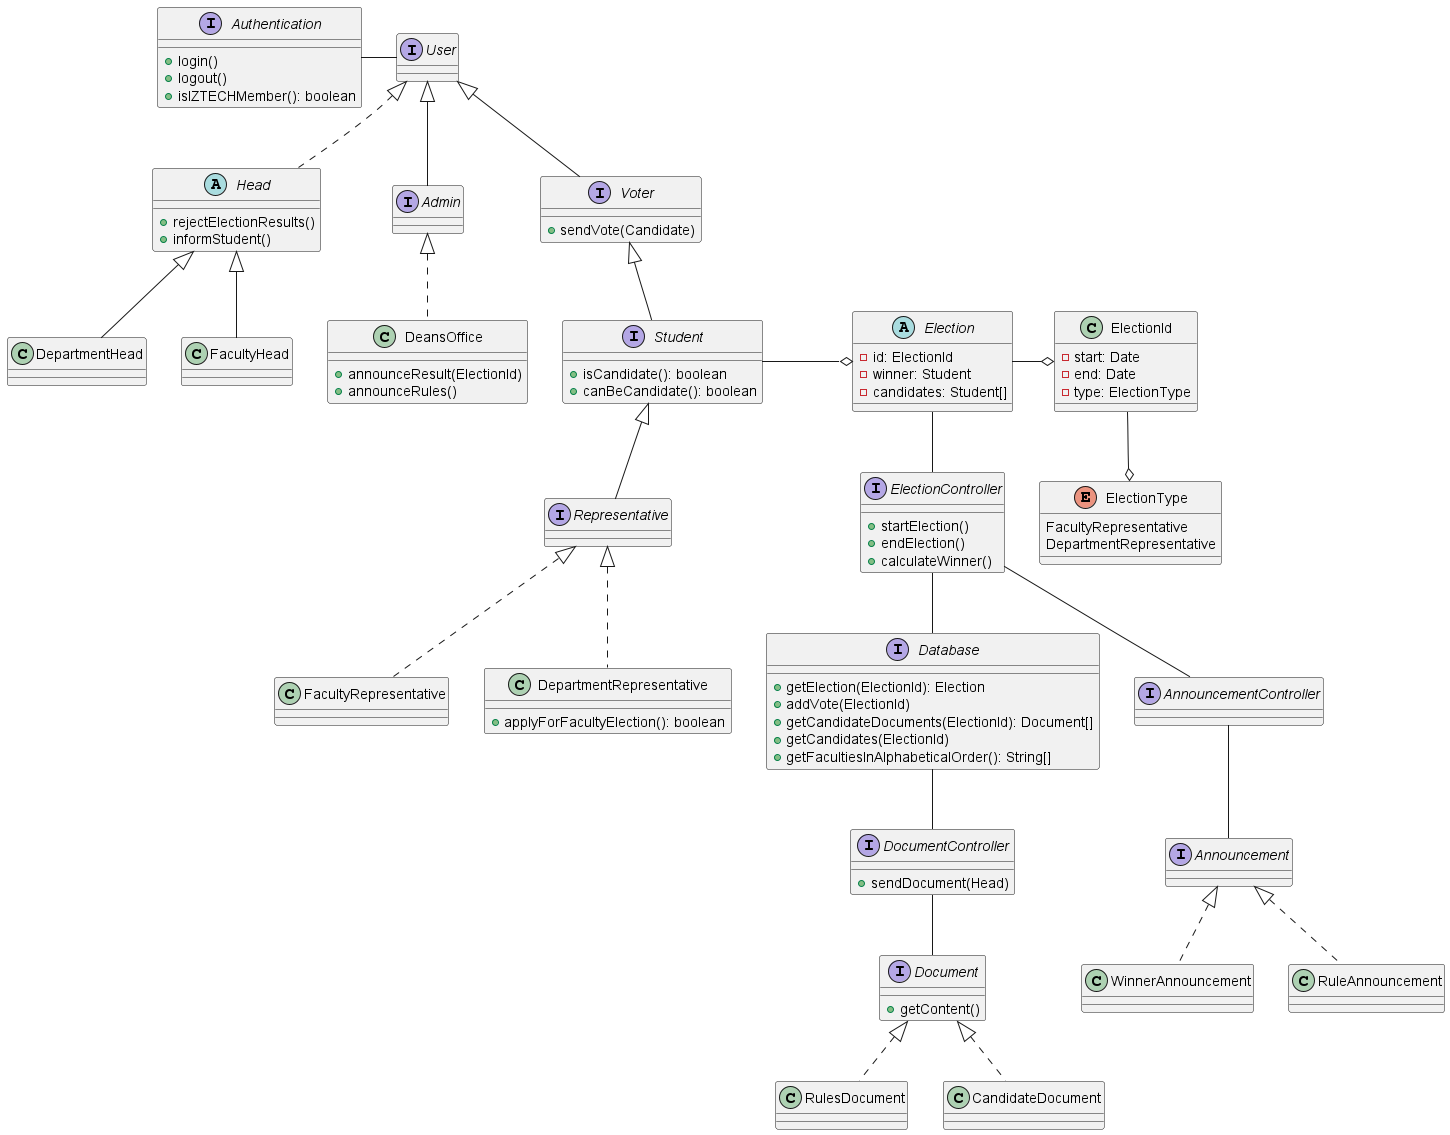 I Authentication
login()
logout()
isIZTECHMember(): boolean
I User
A Head
rejectElectionResults()
informStudent()
I Admin
I Voter
sendVote(Candidate)
C DepartmentHead
C FacultyHead
C DeansOffice
announceResult(ElectionId)
announceRules()
I Student
isCandidate(): boolean
canBeCandidate(): boolean
A Election
id: ElectionId
winner: Student
candidates: Student[]
C ElectionId
start: Date
end: Date
type: ElectionType
I Representative
I ElectionController
startElection()
endElection()
calculateWinner()
E ElectionType
FacultyRepresentative
DepartmentRepresentative
C FacultyRepresentative
C DepartmentRepresentative
applyForFacultyElection(): boolean
I Database
getElection(ElectionId): Election
addVote(ElectionId)
getCandidateDocuments(ElectionId): Document[]
getCandidates(ElectionId)
getFacultiesInAlphabeticalOrder(): String[]
I AnnouncementController
I DocumentController
sendDocument(Head)
I Announcement
I Document
getContent()
C WinnerAnnouncement
C RuleAnnouncement
C RulesDocument
C CandidateDocument